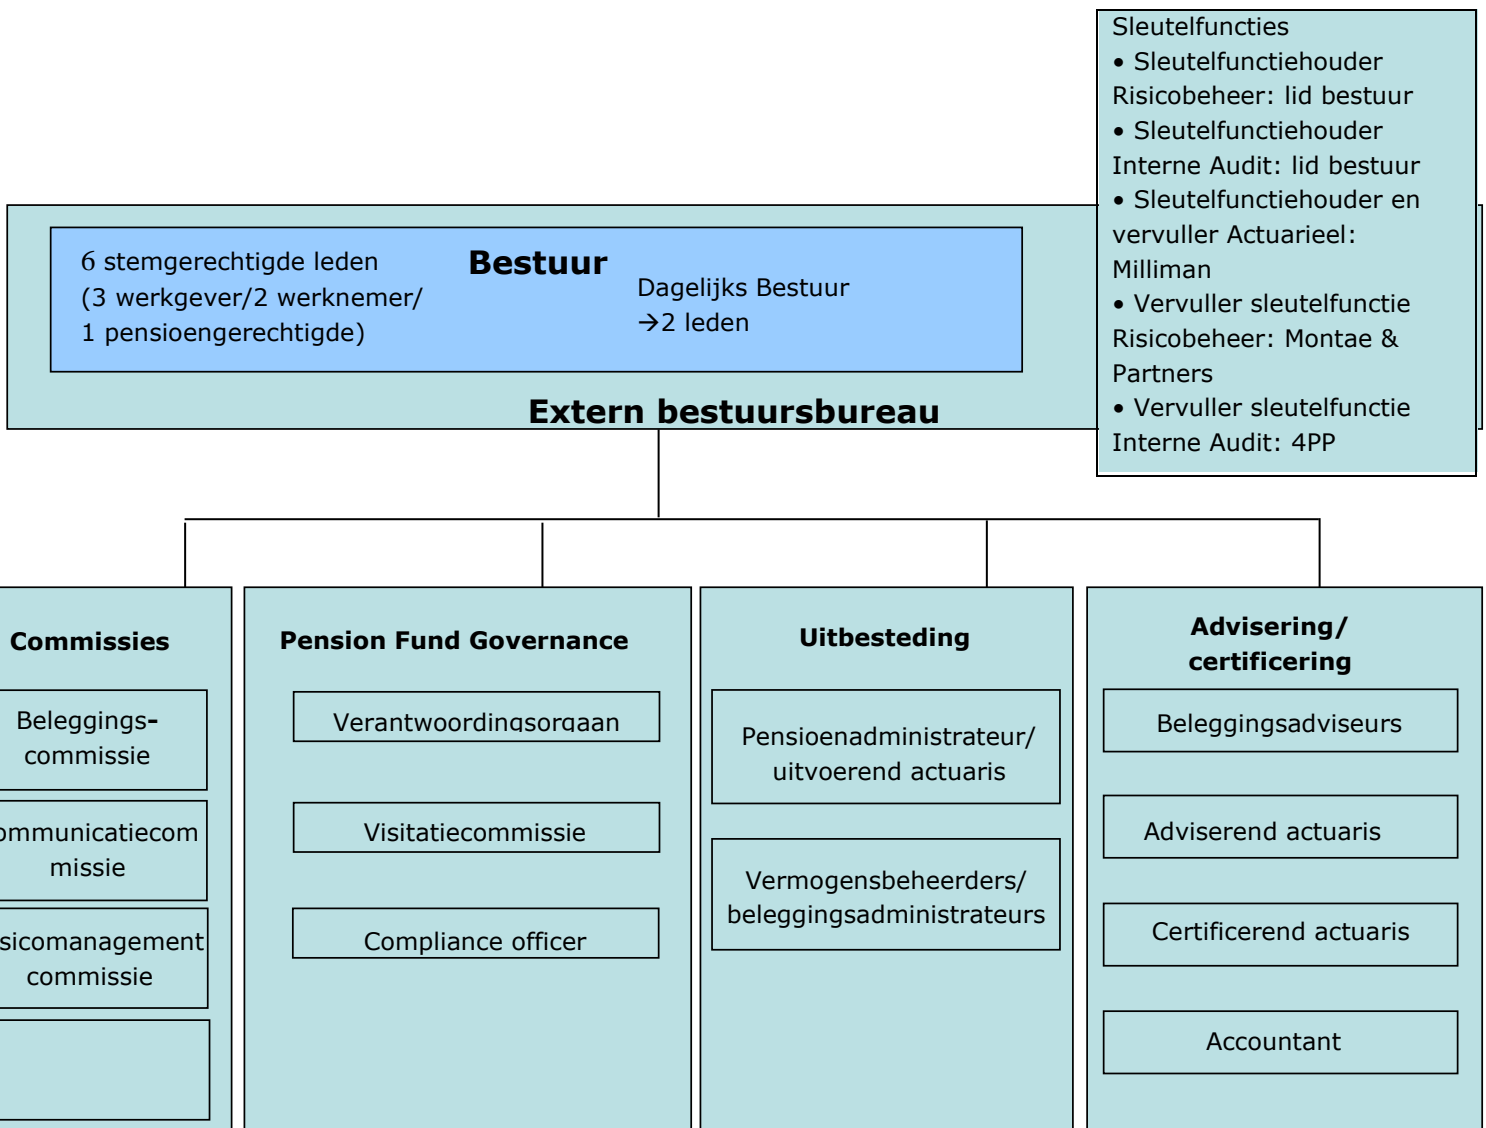 Sleutelfuncties
• Sleutelfunctiehouder
Risicobeheer: lid bestuur
• Sleutelfunctiehouder
Interne Audit: lid bestuur
• Sleutelfunctiehouder en
vervuller Actuarieel:
Milliman
• Vervuller sleutelfunctie
Risicobeheer: Montae &
Partners
• Vervuller sleutelfunctie
Interne Audit: 4PP
6 stemgerechtigde leden
(3 werkgever/2 werknemer/
1 pensioengerechtigde)
Bestuur
Dagelijks Bestuur
→2 leden
Extern bestuursbureau
Commissies
Beleggings-
commissie
ommunicatiecom
missie
sicomanagement
commissie
Pension Fund Governance
Verantwoordingsorgaan
Visitatiecommissie
Compliance officer
Uitbesteding
Pensioenadministrateur/
uitvoerend actuaris
Vermogensbeheerders/
beleggingsadministrateurs
Advisering/
certificering
Beleggingsadviseurs
Adviserend actuaris
Certificerend actuaris
Accountant